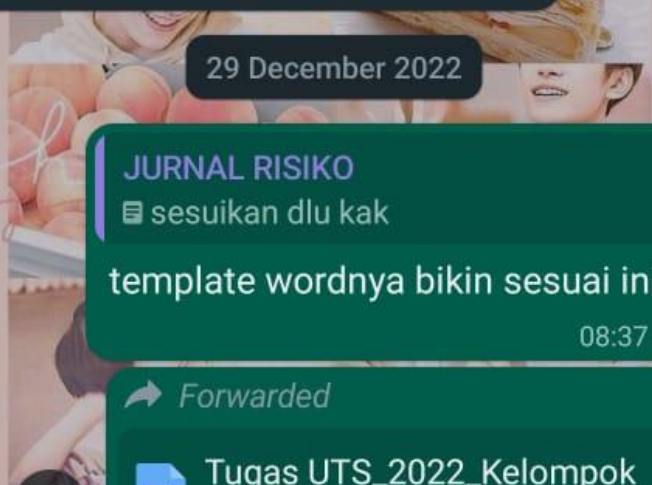 29 December 2022
JURNAL RISIKO
sesuikan dlu kak
template wordnya bikin sesuai in
08:37
Forwarded
Tugas UTS_2022_Kelompok